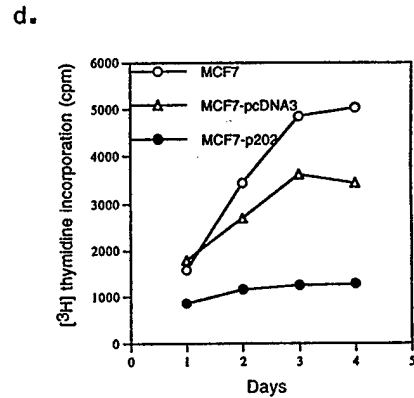 d.
6000
5000
4000
3000
2000
1000
0
[3H] thymidine incorporation (cpm)
MCF7
MCF7-pcDNA3
MCF7-p202
0 1 2 3 4 5
Days